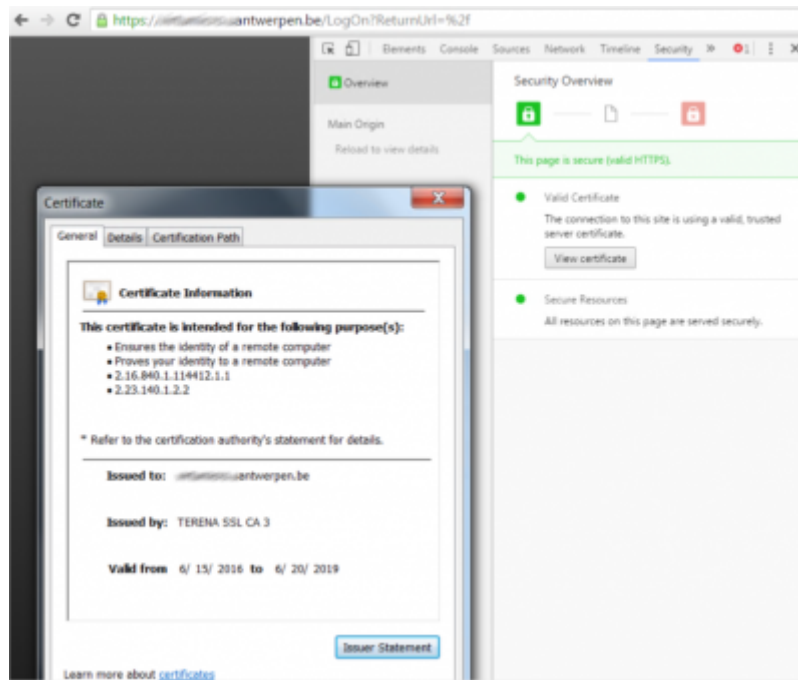 https:// antwerpen.be/LogOn?ReturnUrl=%2f
Elements Console Sources Network Timeline Security » 1
Overview
Main Origin
Reload to view details
Security Overview
This page is secure (valid HTTPS).
Valid Certificate
The connection to this site is using a valid, trusted
server certificate.
View certificate
Secure Resources
All resources on this page are served securely.
Certificate
General Details Certification Path
Certificate Information
This certificate is intended for the following purpose(s):
• Ensures the identity of a remote computer
• Proves your identity to a remote computer
• 2.16.840.1.114412.1.1
• 2.23.140.1.2.2
* Refer to the certification authority's statement for details.
Issued to: antwerpen.be
Issued by: TERENA SSL CA 3
Valid from 6/ 15/ 2016 to 6/ 20/ 2019
Issuer Statement
Learn more about certificates